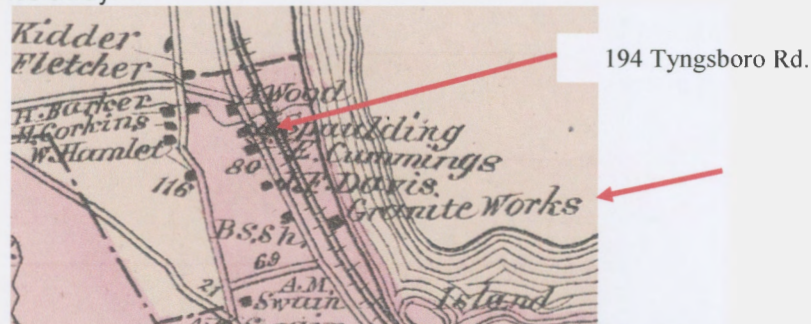 Kidder
Fletcher
194 Tyngsboro Rd.
A. Wood
H. Barker
H. Corkins
Spaulding
W. Hamlet
E. Cummings
80
116
F. Davis
Granite Works
B.S.Sh.
69
21
A.M.
Swain
Island